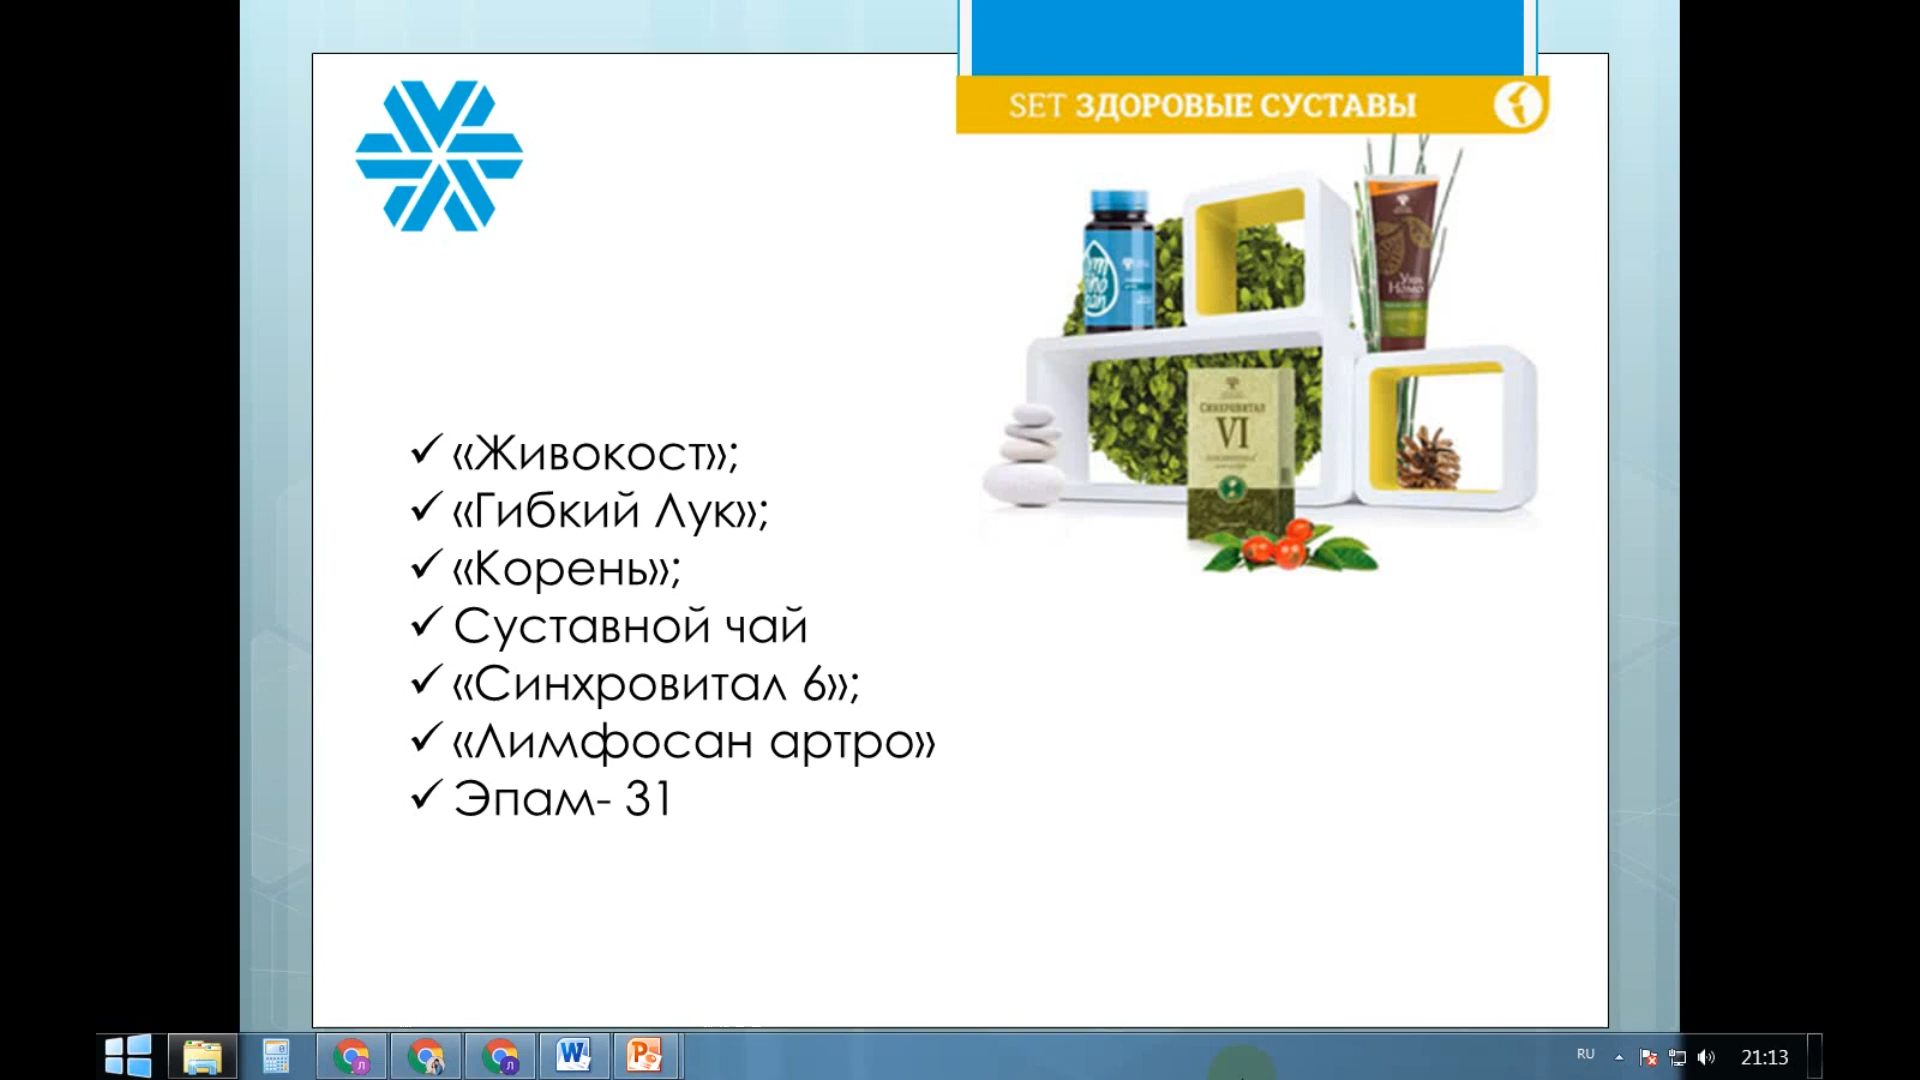 SET ЗДОРОВЫЕ СУСТАВЫ
СИНХРОВИТАЛ
VI
«Живокост»;
«Гибкий Лук»;
«Корень»;
Суставной чай
«Синхровитал 6»;
«Лимфосан артро»
Эпам- 31
RU
21:13